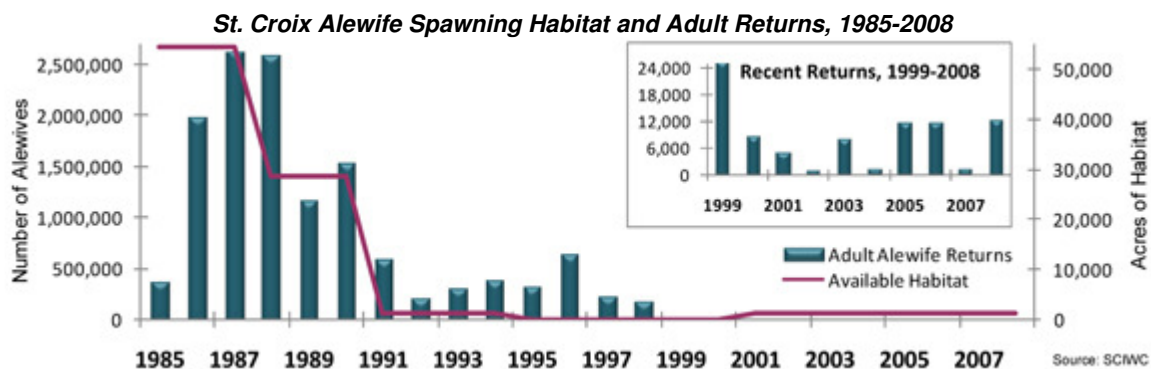 St. Croix Alewife Spawning Habitat and Adult Returns, 1985-2008
Number of Alewives
2,500,000
2,000,000
1,500,000
1,000,000
500,000
0
Recent Returns, 1999-2008
24,000
18,000
12,000
6,000
0
1999 2001 2003 2005 2007
Adult Alewife Returns
Available Habitat
50,000
40,000
30,000
20,000
10,000
0
Acres of Habitat
1985 1987 1989 1991 1993 1995 1997 1999 2001 2003 2005 2007
Source: SCIWC